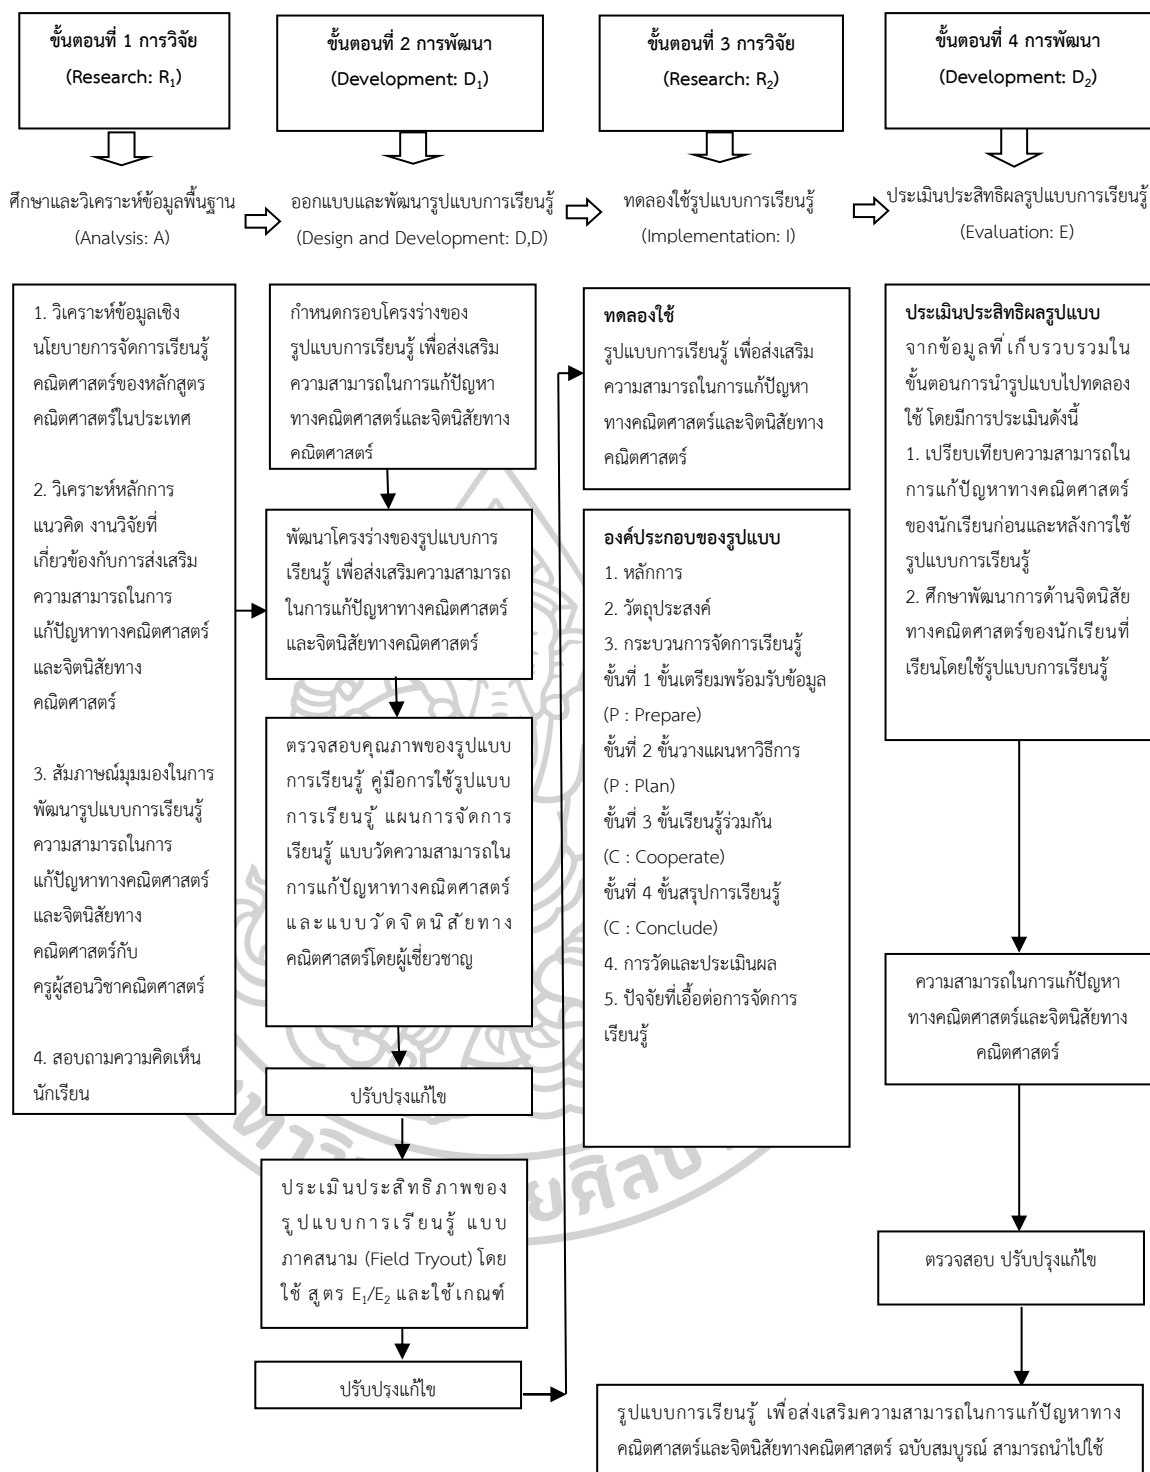 ขั้นตอนที่ 1 การวิจัย
(Research: R1)
ขั้นตอนที่ 2 การพัฒนา
(Development: D1)
ขั้นตอนที่ 3 การวิจัย
(Research: R2)
ขั้นตอนที่ 4 การพัฒนา
(Development: D2)
ศึกษาและวิเคราะห์ข้อมูลพื้นฐาน
(Analysis: A)
ออกแบบและพัฒนารูปแบบการเรียนรู้
(Design and Development: D,D)
ทดลองใช้รูปแบบการเรียนรู้
(Implementation: I)
ประเมินประสิทธิผลรูปแบบการเรียนรู้
(Evaluation: E)
1. วิเคราะห์ข้อมูลเชิง
นโยบายการจัดการเรียนรู้
คณิตศาสตร์ของหลักสูตร
คณิตศาสตร์ในประเทศ
2. วิเคราะห์หลักการ
แนวคิด งานวิจัยที่
เกี่ยวข้องกับการส่งเสริม
ความสามารถในการ
แก้ปัญหาทางคณิตศาสตร์
และจิตนิสัยทาง
คณิตศาสตร์
3. สัมภาษณ์มุมมองในการ
พัฒนารูปแบบการเรียนรู้
ความสามารถในการ
แก้ปัญหาทางคณิตศาสตร์
และจิตนิสัยทาง
คณิตศาสตร์กับ
ครูผู้สอนวิชาคณิตศาสตร์
4. สอบถามความคิดเห็น
นักเรียน
กำหนดกรอบโครงร่างของ
รูปแบบการเรียนรู้ เพื่อส่งเสริม
ความสามารถในการแก้ปัญหา
ทางคณิตศาสตร์และจิตนิสัยทาง
คณิตศาสตร์
พัฒนาโครงร่างของรูปแบบการ
เรียนรู้ เพื่อส่งเสริมความสามารถ
ในการแก้ปัญหาทางคณิตศาสตร์
และจิตนิสัยทางคณิตศาสตร์
ตรวจสอบคุณภาพของรูปแบบ
การเรียนรู้ คู่มือการใช้รูปแบบ
การเรียนรู้ แผนการจัดการ
เรียนรู้ แบบวัดความสามารถใน
การแก้ปัญหาทางคณิตศาสตร์
และแบบวัดจิตนิสัยทาง
คณิตศาสตร์โดยผู้เชี่ยวชาญ
ปรับปรุงแก้ไข
ประเมินประสิทธิภาพของ
รูปแบบการเรียนรู้ แบบ
ภาคสนาม (Field Tryout) โดย
ใช้ สูตร E1/E2 และใช้เกณฑ์
ปรับปรุงแก้ไข
ทดลองใช้
รูปแบบการเรียนรู้ เพื่อส่งเสริม
ความสามารถในการแก้ปัญหา
ทางคณิตศาสตร์และจิตนิสัยทาง
คณิตศาสตร์
องค์ประกอบของรูปแบบ
1. หลักการ
2. วัตถุประสงค์
3. กระบวนการจัดการเรียนรู้
ขั้นที่ 1 ขั้นเตรียมพร้อมรับข้อมูล
(P : Prepare)
ขั้นที่ 2 ขั้นวางแผนหาวิธีการ
(P : Plan)
ขั้นที่ 3 ขั้นเรียนรู้ร่วมกัน
(C : Cooperate)
ขั้นที่ 4 ขั้นสรุปการเรียนรู้
(C : Conclude)
4. การวัดและประเมินผล
5. ปัจจัยที่เอื้อต่อการจัดการ
เรียนรู้
ประเมินประสิทธิผลรูปแบบ
จากข้อมูลที่เก็บรวบรวมใน
ขั้นตอนการนำรูปแบบไปทดลอง
ใช้ โดยมีการประเมินดังนี้
1. เปรียบเทียบความสามารถใน
การแก้ปัญหาทางคณิตศาสตร์
ของนักเรียนก่อนและหลังการใช้
รูปแบบการเรียนรู้
2. ศึกษาพัฒนาการด้านจิตนิสัย
ทางคณิตศาสตร์ของนักเรียนที่
เรียนโดยใช้รูปแบบการเรียนรู้
ความสามารถในการแก้ปัญหา
ทางคณิตศาสตร์และจิตนิสัยทาง
คณิตศาสตร์
ตรวจสอบ ปรับปรุงแก้ไข
รูปแบบการเรียนรู้ เพื่อส่งเสริมความสามารถในการแก้ปัญหาทาง
คณิตศาสตร์และจิตนิสัยทางคณิตศาสตร์ ฉบับสมบูรณ์ สามารถนำไปใช้